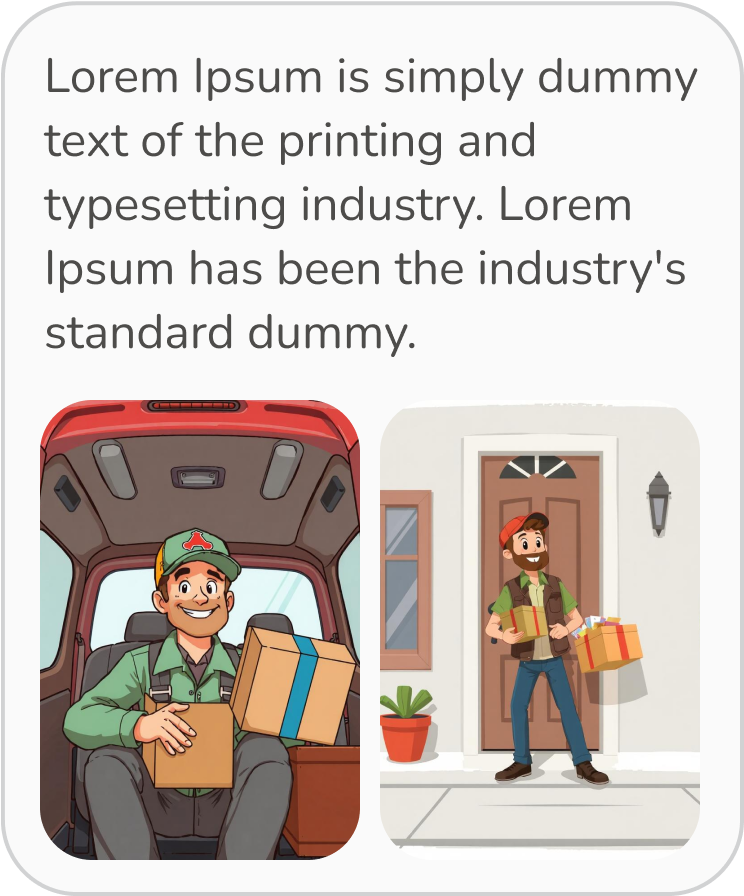 Lorem Ipsum is simply dummy
text of the printing and
typesetting industry. Lorem
Ipsum has been the industry's
standard dummy.